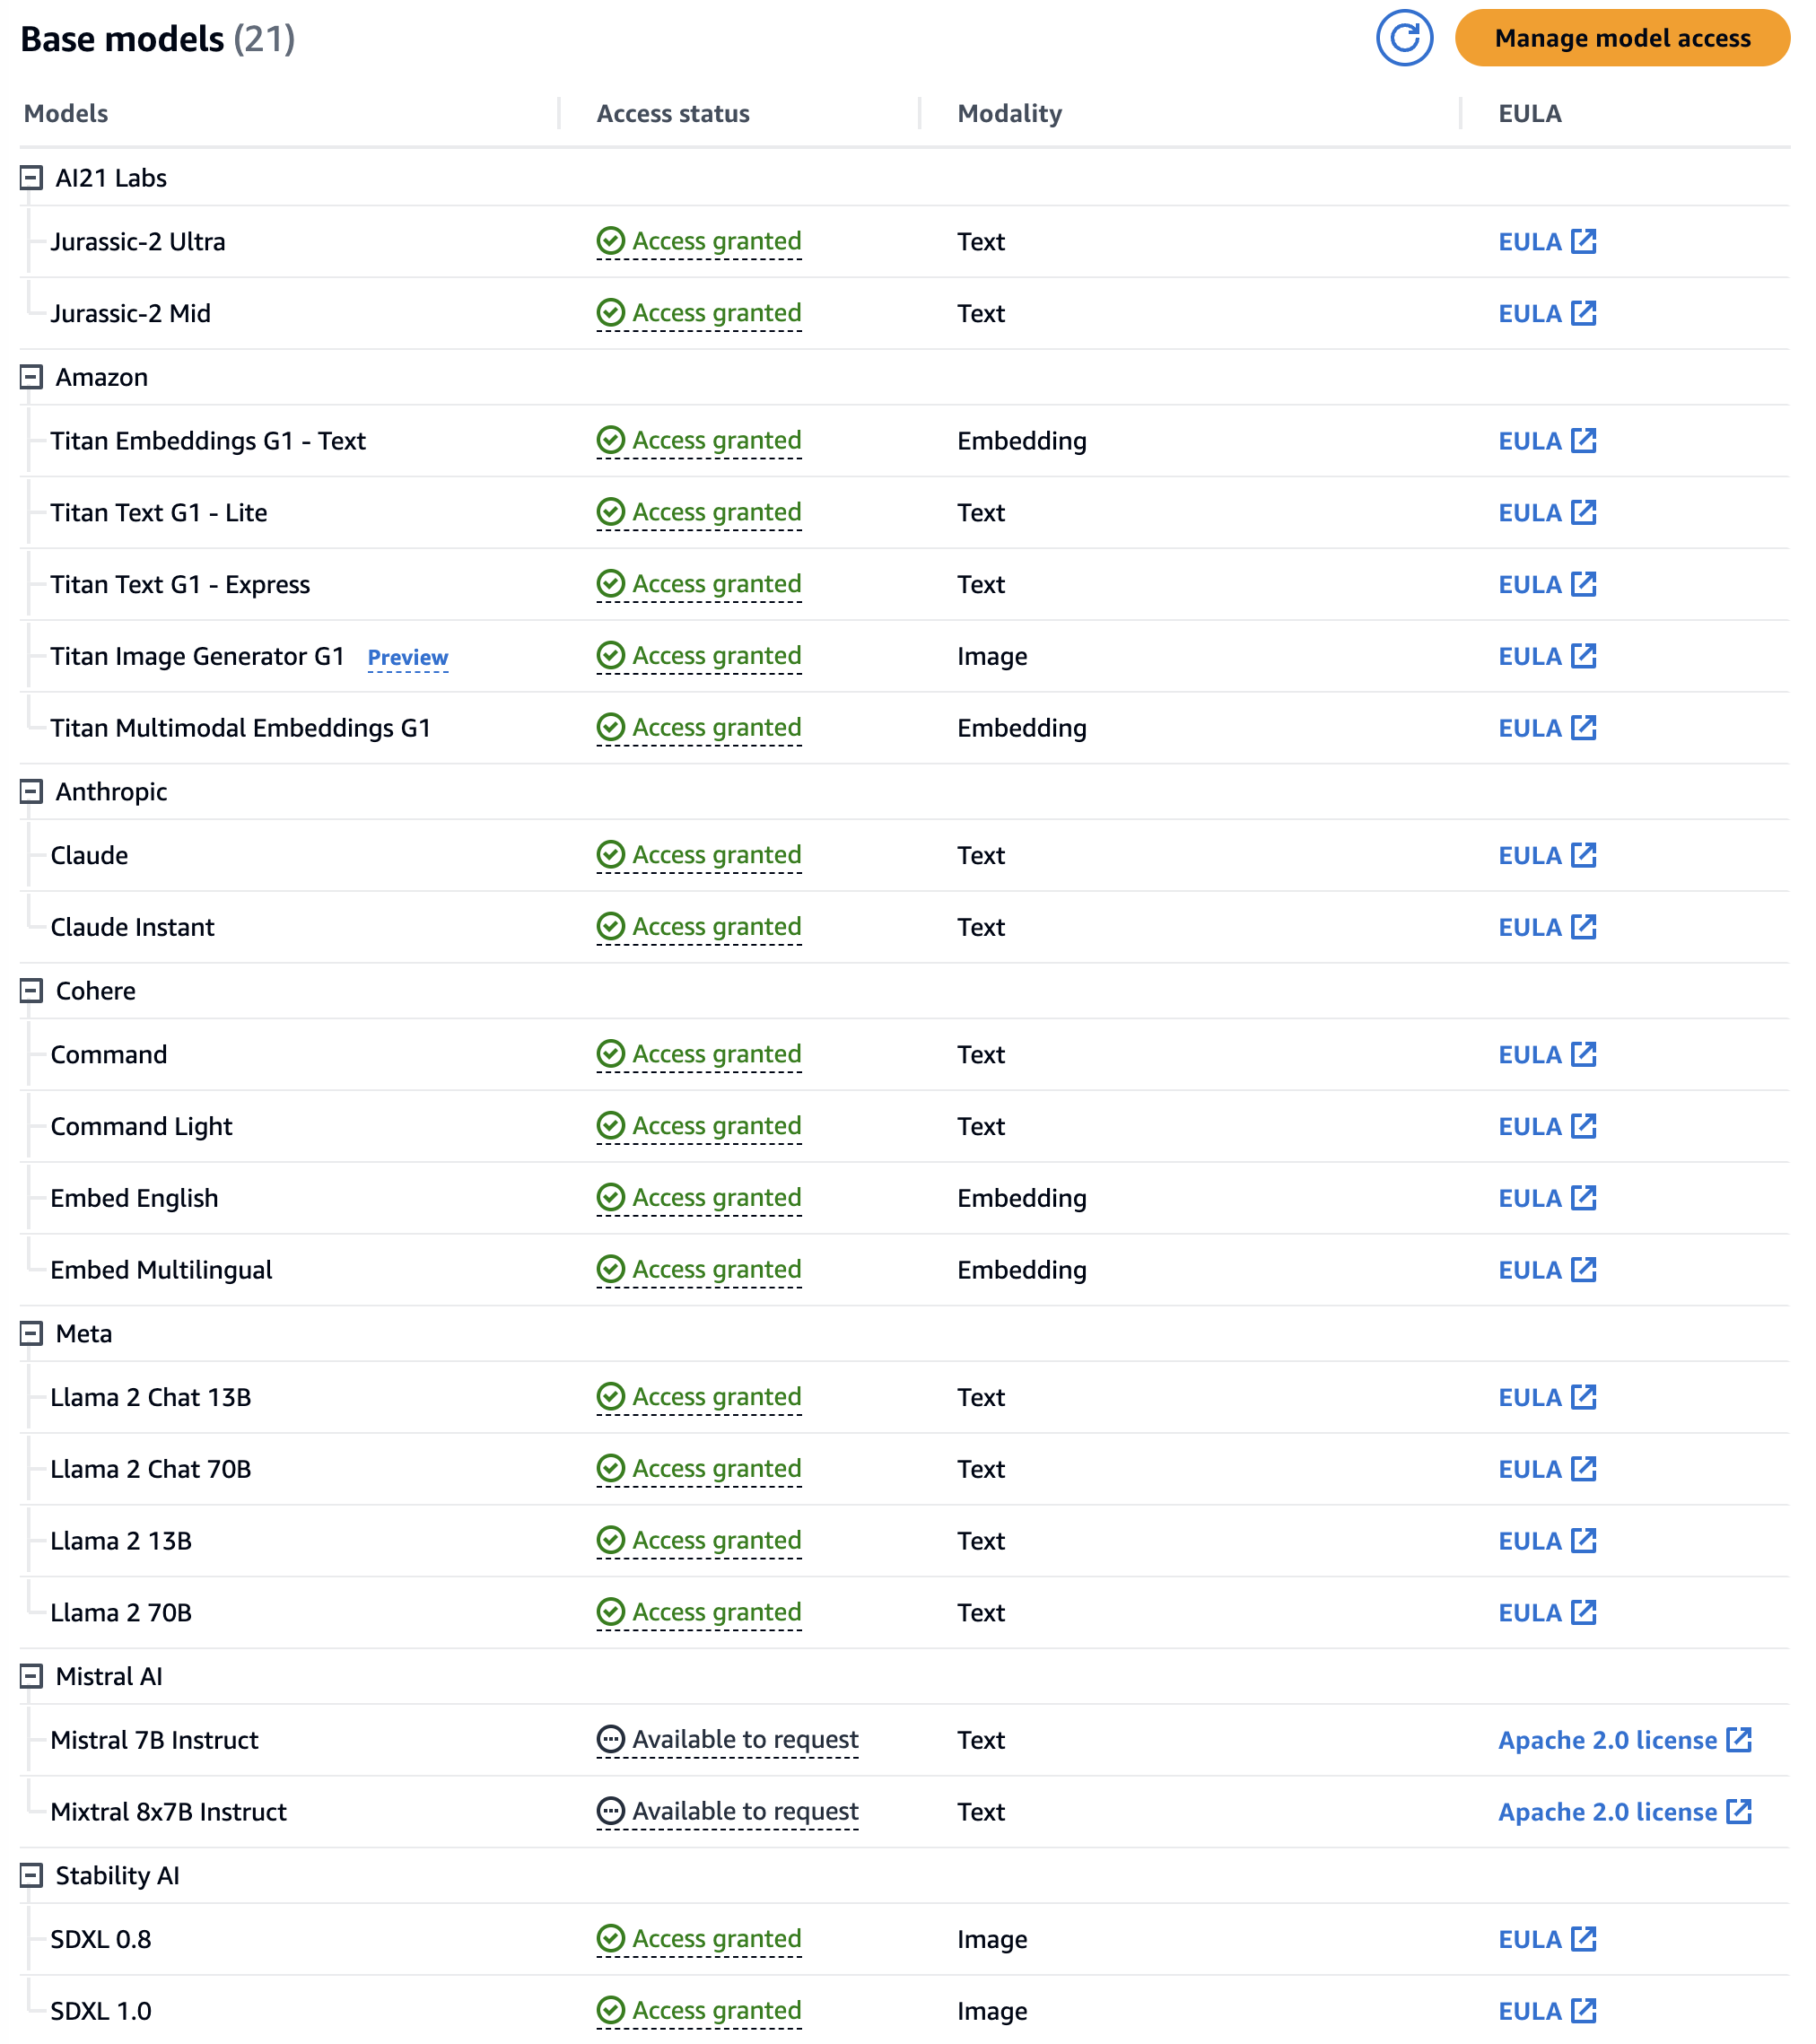 Base models (21)
Manage model access
Models Access status Modality EULA
AI21 Labs
Jurassic-2 Ultra Access granted Text EULA
Jurassic-2 Mid Access granted Text EULA
Amazon
Titan Embeddings G1 - Text Access granted Embedding EULA
Titan Text G1 - Lite Access granted Text EULA
Titan Text G1 - Express Access granted Text EULA
Titan Image Generator G1 Preview Access granted Image EULA
Titan Multimodal Embeddings G1 Access granted Embedding EULA
Anthropic
Claude Access granted Text EULA
Claude Instant Access granted Text EULA
Cohere
Command Access granted Text EULA
Command Light Access granted Text EULA
Embed English Access granted Embedding EULA
Embed Multilingual Access granted Embedding EULA
Meta
Llama 2 Chat 13B Access granted Text EULA
Llama 2 Chat 70B Access granted Text EULA
Llama 2 13B Access granted Text EULA
Llama 2 70B Access granted Text EULA
Mistral AI
Mistral 7B Instruct Available to request Text Apache 2.0 license
Mixtral 8x7B Instruct Available to request Text Apache 2.0 license
Stability AI
SDXL 0.8 Access granted Image EULA
SDXL 1.0 Access granted Image EULA